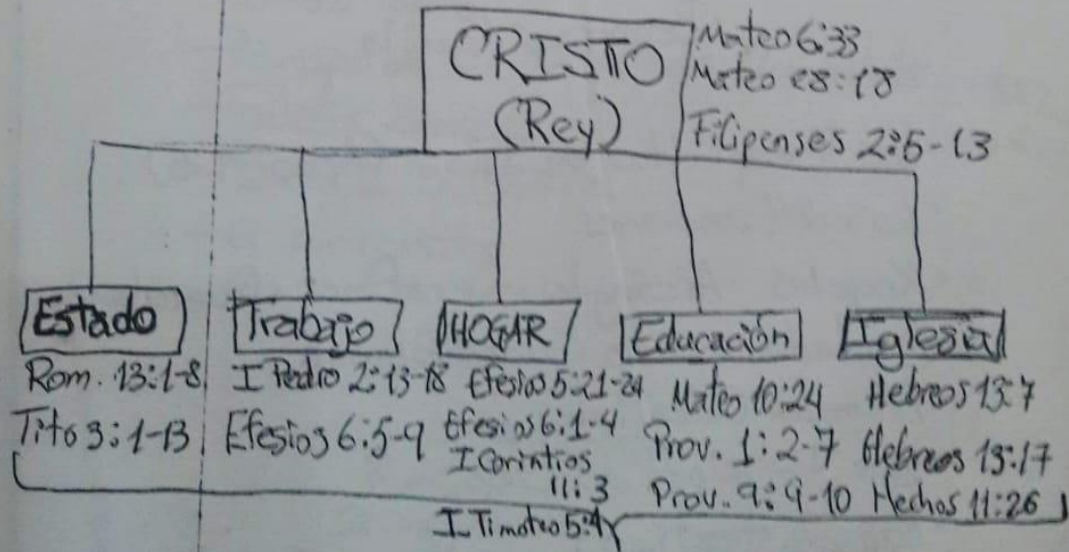 CRISTO
(Rey)
Mateo 6:33
Mateo 28:18
Filipenses 2:5-13
Estado
Rom. 13:1-8
Tito 3:1-13
Trabajo
I Pedro 2:13-18
Efesios 6:5-9
HOGAR
Efesios 5:21-24
Efesios 6:1-4
I Corintios
11:3
I Timoteo 5:4
Educación
Mateo 10:24
Prov. 1:2-7
Prov. 9:9-10
Iglesia
Hebreos 13:7
Hebreos 13:17
Hechos 11:26